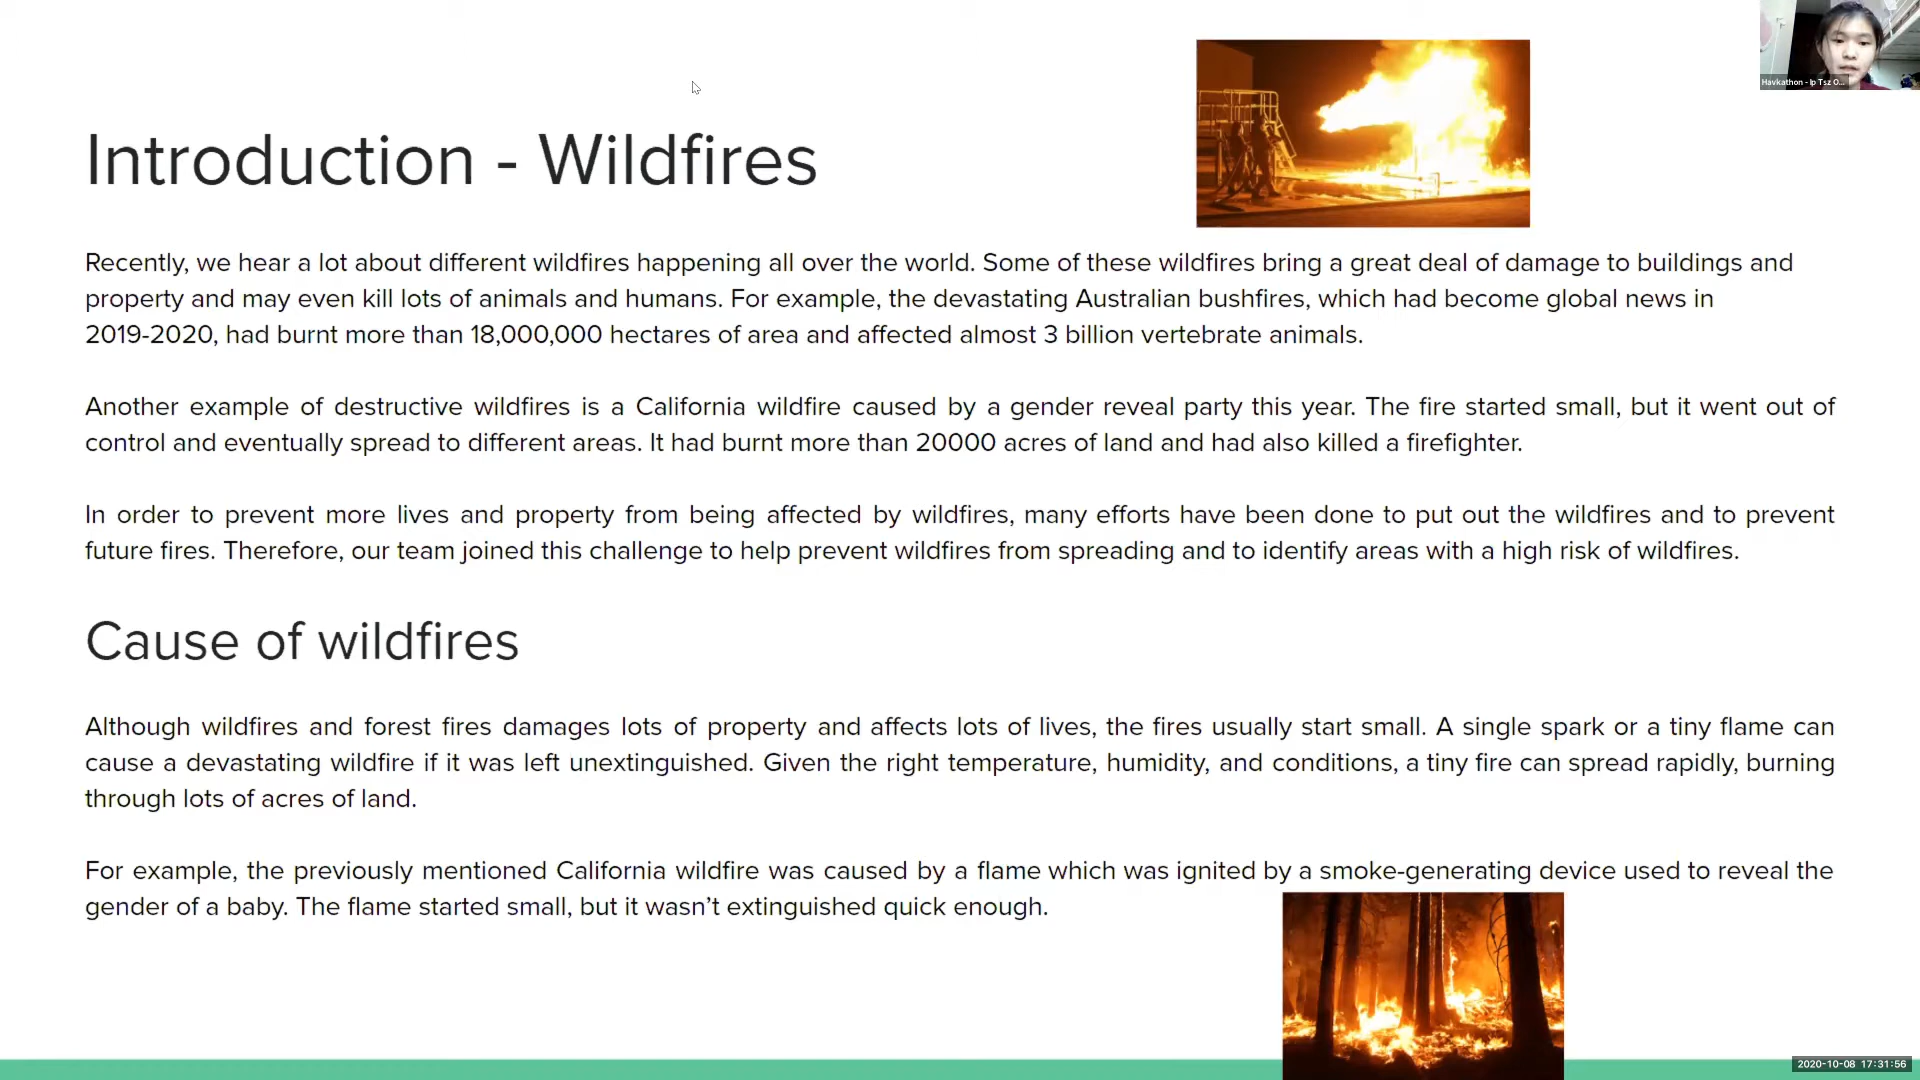 Havkathon - Ip Tsz O...
Introduction - Wildfires
Recently, we hear a lot about different wildfires happening all over the world. Some of these wildfires bring a great deal of damage to buildings and
property and may even kill lots of animals and humans. For example, the devastating Australian bushfires, which had become global news in
2019-2020, had burnt more than 18,000,000 hectares of area and affected almost 3 billion vertebrate animals.
Another example of destructive wildfires is a California wildfire caused by a gender reveal party this year. The fire started small, but it went out of
control and eventually spread to different areas. It had burnt more than 20000 acres of land and had also killed a firefighter.
In order to prevent more lives and property from being affected by wildfires, many efforts have been done to put out the wildfires and to prevent
future fires. Therefore, our team joined this challenge to help prevent wildfires from spreading and to identify areas with a high risk of wildfires.
Cause of wildfires
Although wildfires and forest fires damages lots of property and affects lots of lives, the fires usually start small. A single spark or a tiny flame can
cause a devastating wildfire if it was left unextinguished. Given the right temperature, humidity, and conditions, a tiny fire can spread rapidly, burning
through lots of acres of land.
For example, the previously mentioned California wildfire was caused by a flame which was ignited by a smoke-generating device used to reveal the
gender of a baby. The flame started small, but it wasn’t extinguished quick enough.
2020-10-08 17:31:56